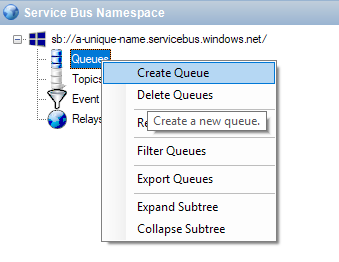 Service Bus Namespace
sb://a-unique-name.servicebus.windows.net/
Queues
Create Queue
Topics
Delete Queues
Event
Create a new queue.
Relays
Filter Queues
Export Queues
Expand Subtree
Collapse Subtree